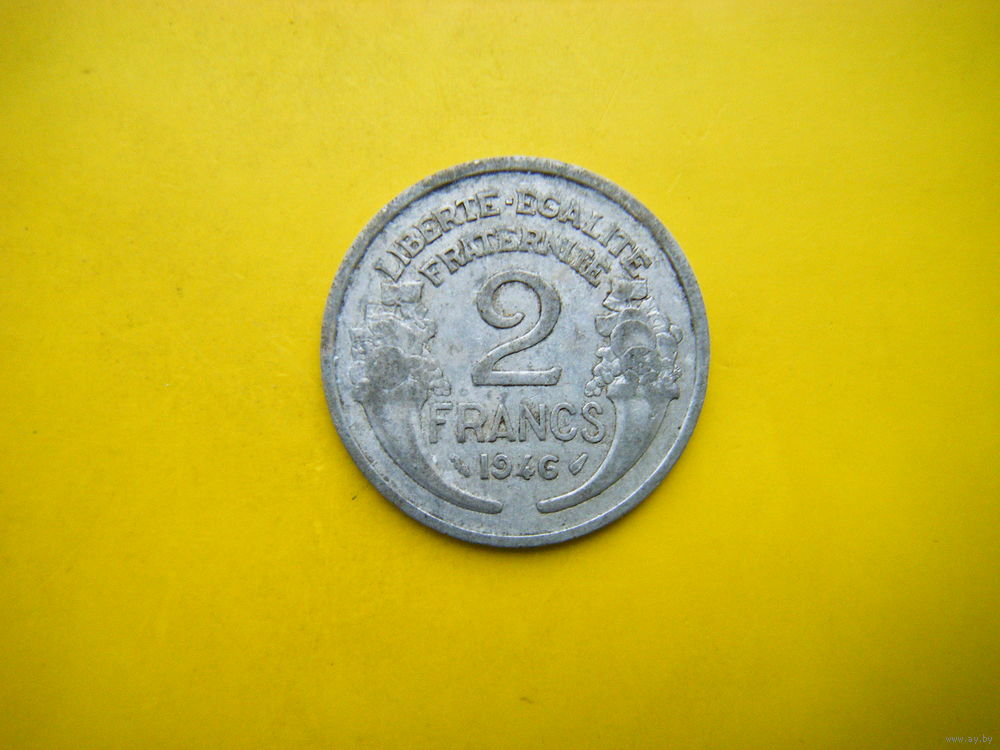 LIBERTE·EGALITE
FRATERNITE
2
FRANCS
1946
www.ay.by